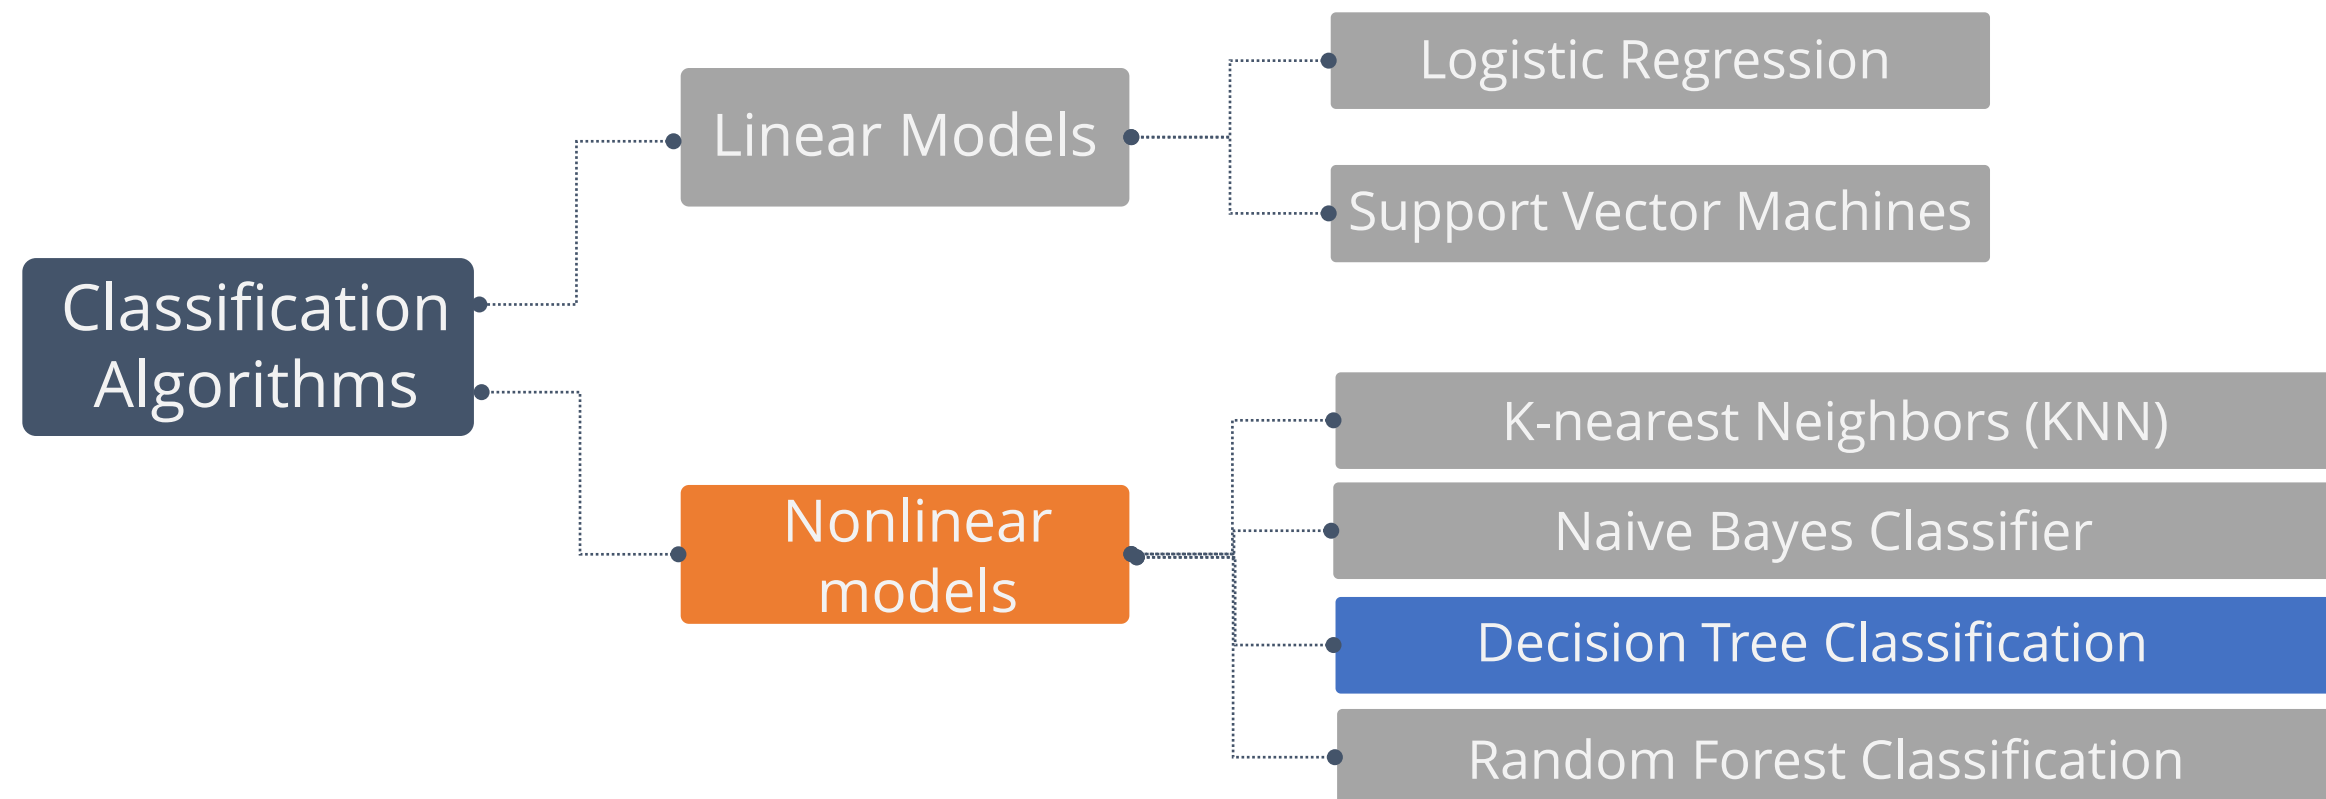 Classification
Algorithms
Linear Models
Logistic Regression
Support Vector Machines
Nonlinear
models
K-nearest Neighbors (KNN)
Naive Bayes Classifier
Decision Tree Classification
Random Forest Classification